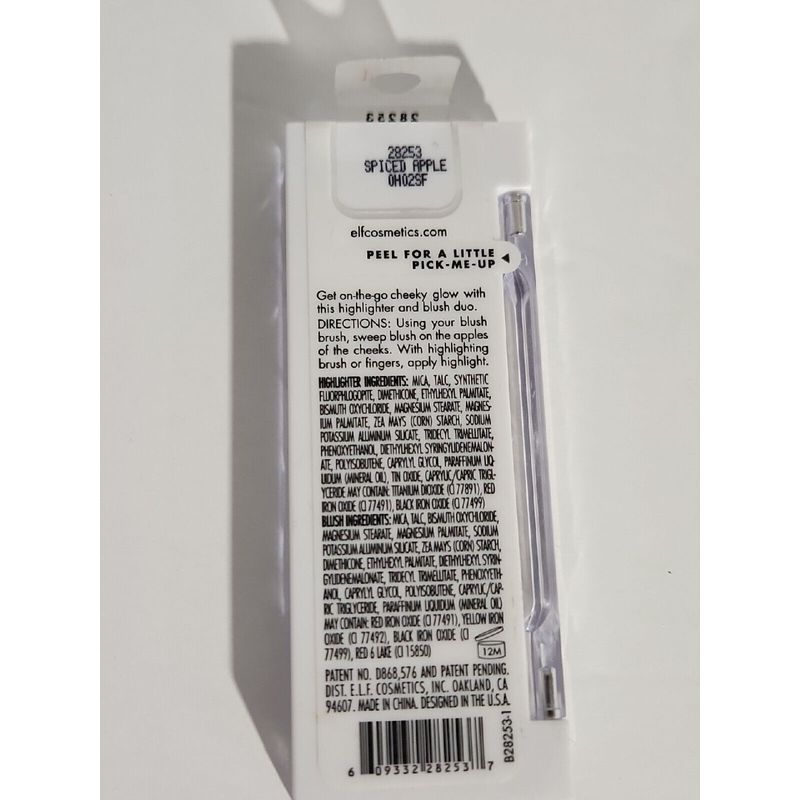 28253
28253
SPICED APPLE
0H02SF
elfcosmetics.com
PEEL FOR A LITTLE
PICK-ME-UP
Get on-the-go cheeky glow with
this highlighter and blush duo.
DIRECTIONS: Using your blush
brush, sweep blush on the apples
of the cheeks. With highlighting
brush or fingers, apply highlight.
HIGHLIGHTER INGREDIENTS: MICA, TALC, SYNTHETIC
FLUORPHLOGOPITE, DIMETHICONE, ETHYLHEXYL PALMITATE,
BISMUTH OXYCHLORIDE, MAGNESIUM STEARATE, MAGNES-
IUM PALMITATE, ZEA MAYS (CORN) STARCH, SODIUM
POTASSIUM ALUMINUM SILICATE, TRIDECYL TRIMELLITATE,
PHENOXYETHANOL, DIETHYLHEXYL SYRINGYLIDENEMALON-
ATE, POLYISOBUTENE, CAPRYLYL GLYCOL, PARAFFINUM LIQ-
UIDUM (MINERAL OIL), TIN OXIDE, CAPRYLIC/CAPRIC TRIGL-
YCERIDE MAY CONTAIN: TITANIUM DIOXIDE (CI 77891), RED
IRON OXIDE (CI 77491), BLACK IRON OXIDE (CI 77499)
BLUSH INGREDIENTS: MICA, TALC, BISMUTH OXYCHLORIDE,
MAGNESIUM STEARATE, MAGNESIUM PALMITATE, SODIUM
POTASSIUM ALUMINUM SILICATE, ZEA MAYS (CORN) STARCH,
DIMETHICONE, ETHYLHEXYL PALMITATE, DIETHYLHEXYL SYRIN-
GYLIDENEMALONATE, TRIDECYL TRIMELLITATE, PHENOXYETH-
ANOL, CAPRYLYL GLYCOL, POLYISOBUTENE, CAPRYLIC/CAP-
RIC TRIGLYCERIDE, PARAFFINUM LIQUIDUM (MINERAL OIL)
MAY CONTAIN: RED IRON OXIDE (CI 77491), YELLOW IRON
OXIDE (CI 77492), BLACK IRON OXIDE (CI
77499), RED 6 LAKE (CI 15850)
12M
PATENT NO. D868,576 AND PATENT PENDING.
DIST. E.L.F. COSMETICS, INC. OAKLAND, CA
94607. MADE IN CHINA. DESIGNED IN THE U.S.A.
B28253-1
6 09332 28253 7